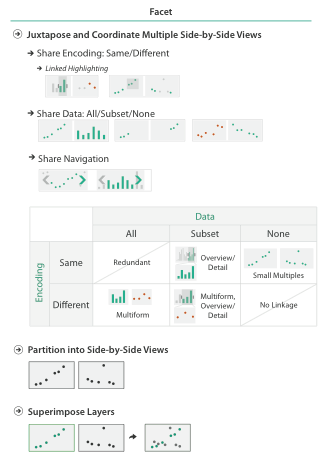 Facet
Juxtapose and Coordinate Multiple Side-by-Side Views
Share Encoding: Same/Different
Linked Highlighting
Share Data: All/Subset/None
Share Navigation
Data
All Subset None
Encoding
Same Redundant Overview/
Detail Small Multiples
Different Multiform Multiform,
Overview/
Detail No Linkage
Partition into Side-by-Side Views
Superimpose Layers